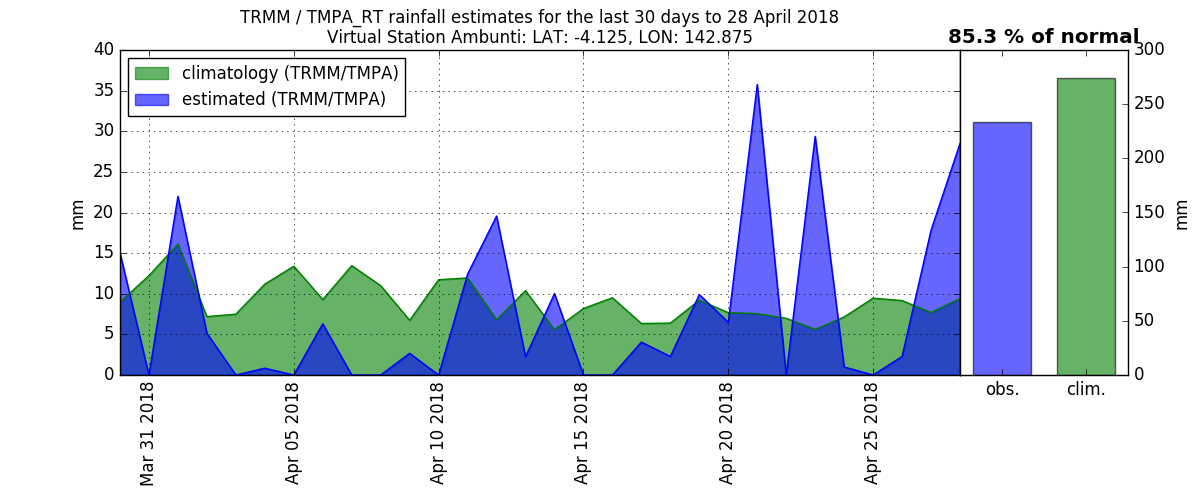 TRMM / TMPA_RT rainfall estimates for the last 30 days to 28 April 2018
Virtual Station Ambunti: LAT: -4.125, LON: 142.875
85.3 % of normal
climatology (TRMM/TMPA)
estimated (TRMM/TMPA)
40
35
30
25
20
15
10
5
0
mm
300
250
200
150
100
50
0
mm
Mar 31 2018
Apr 05 2018
Apr 10 2018
Apr 15 2018
Apr 20 2018
Apr 25 2018
obs.
clim.